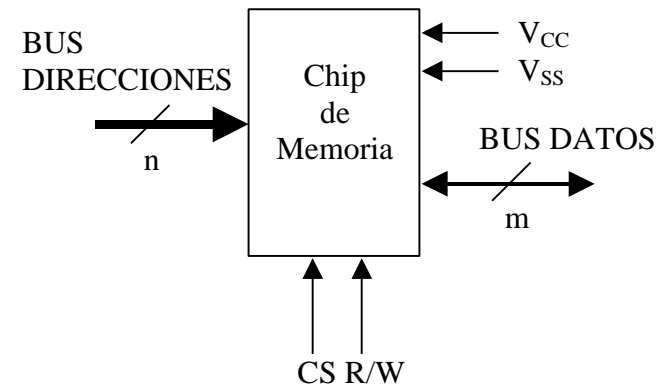 BUS
DIRECCIONES
n
Chip
de
Memoria
V_CC
V_SS
BUS DATOS
m
CS R/W